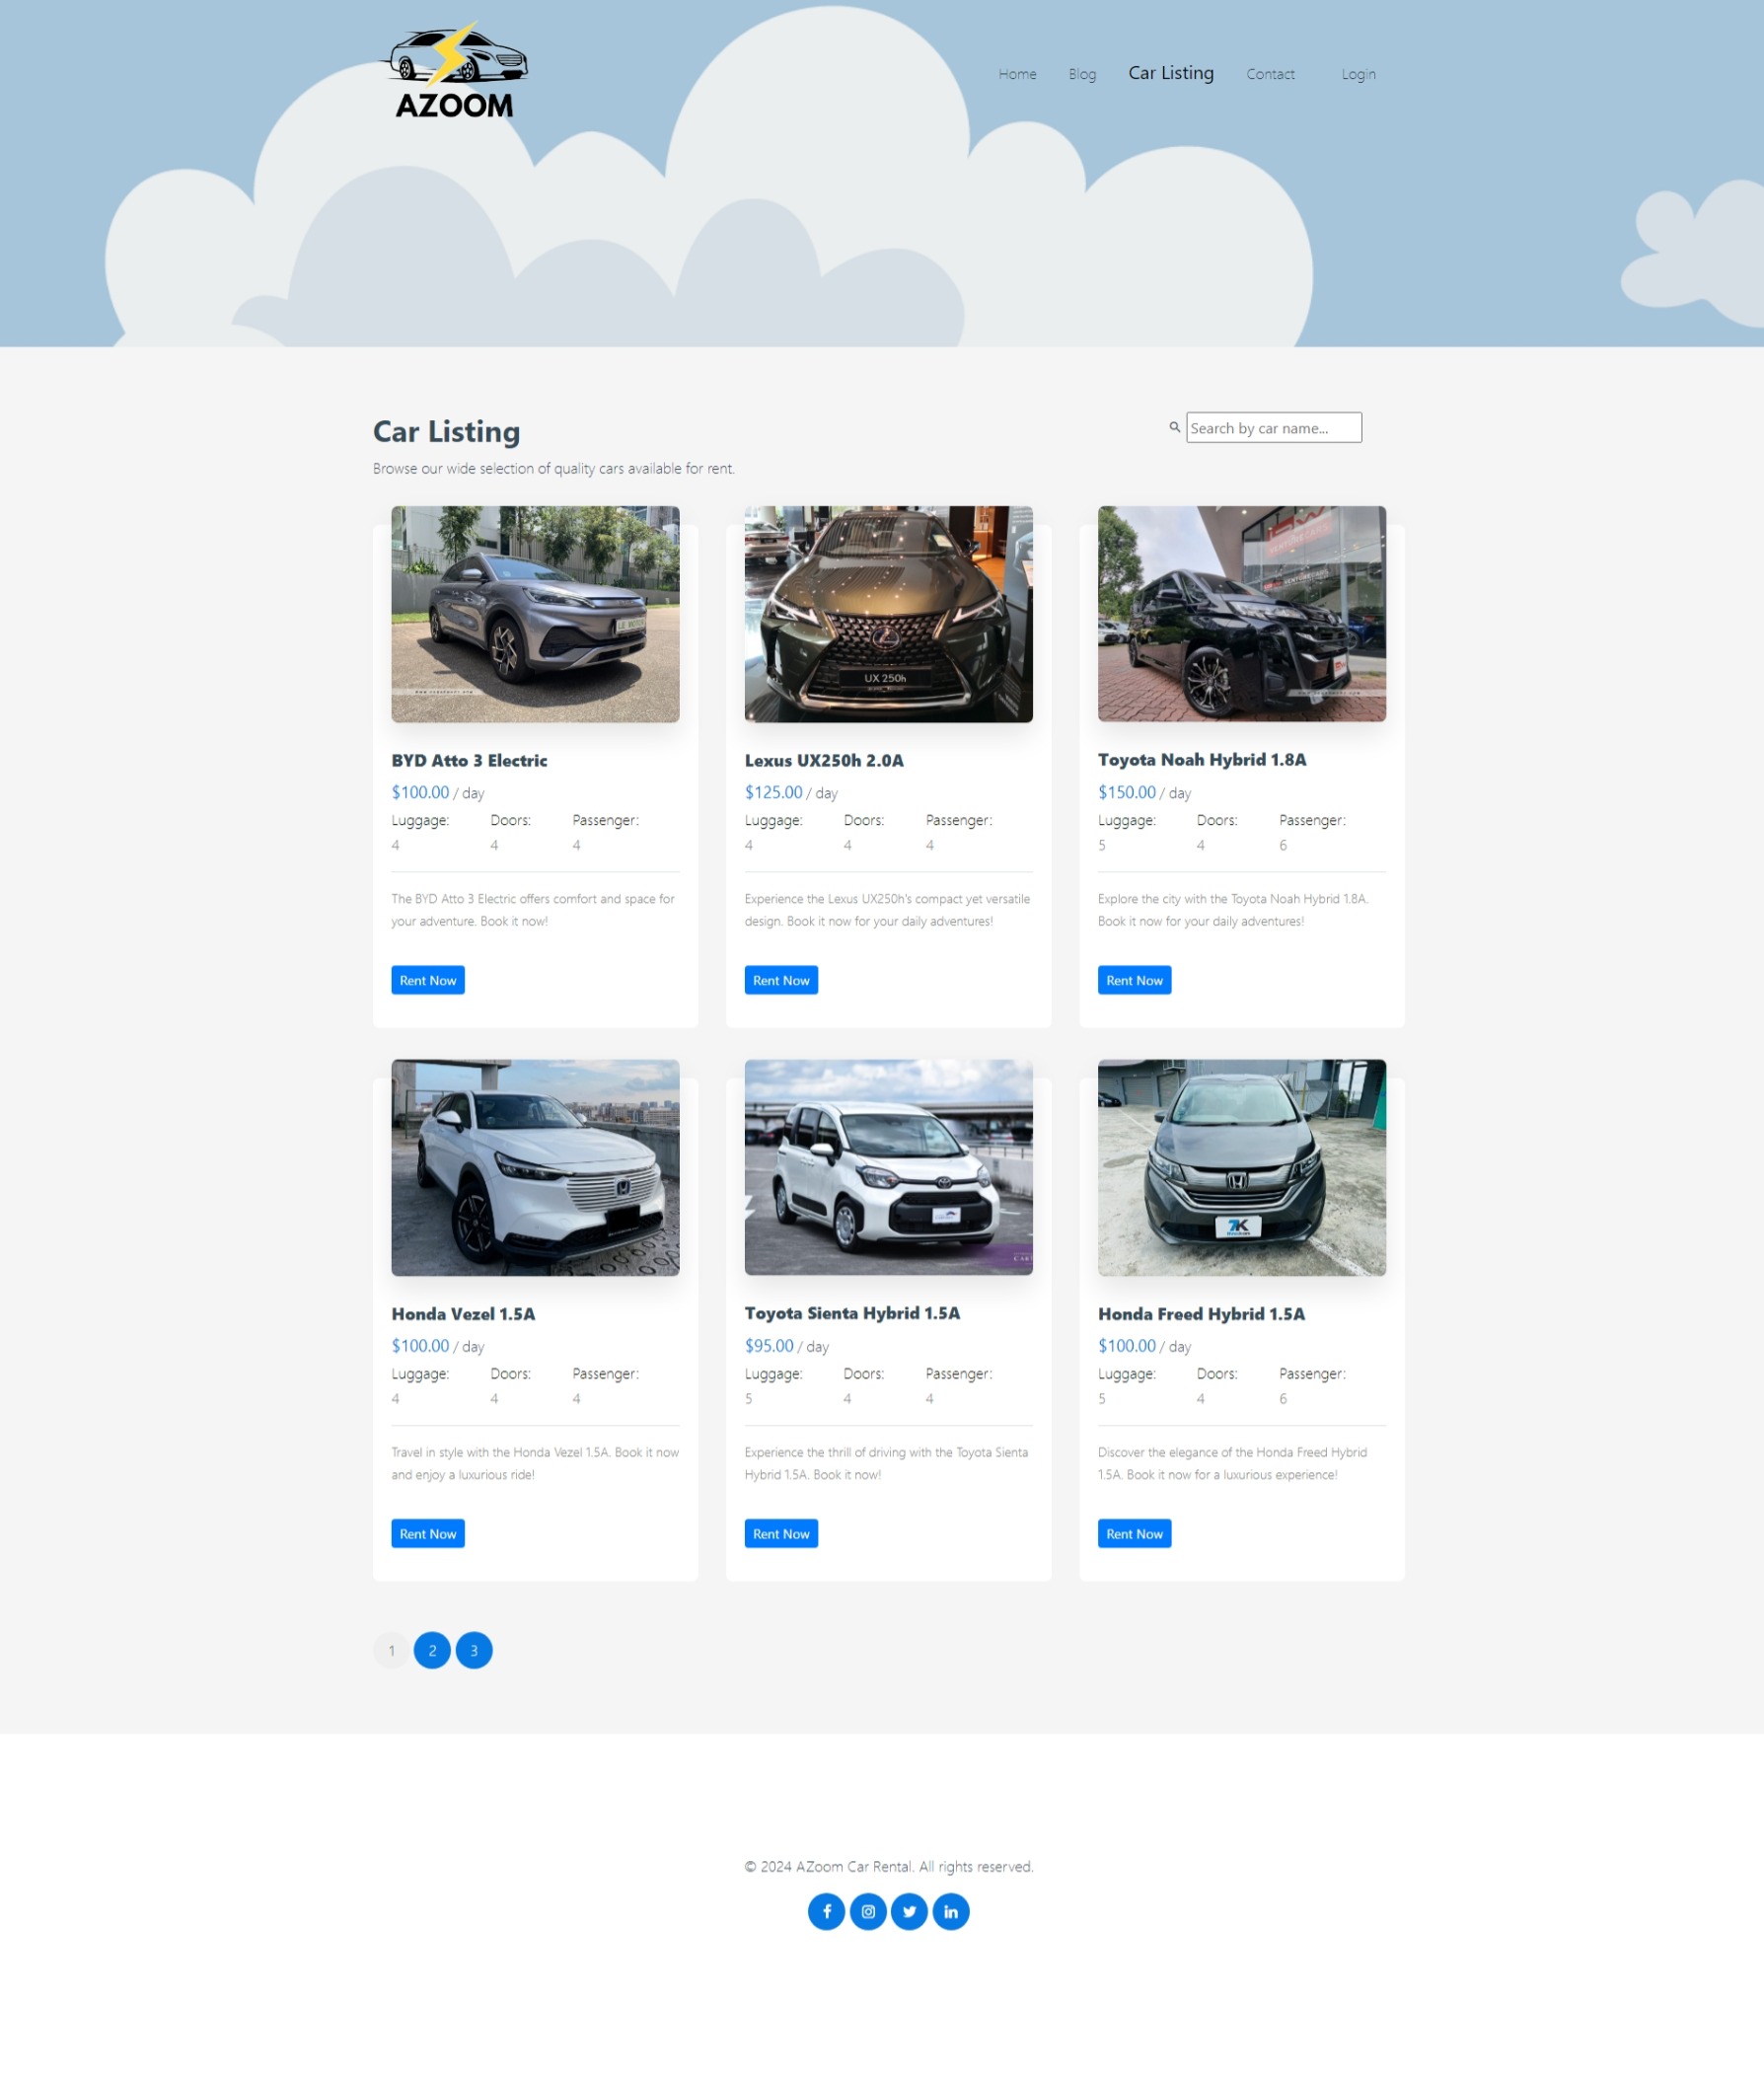 AZOOM
Home Blog Car Listing Contact Login
Car Listing
Search by car name...
Browse our wide selection of quality cars available for rent.
LE MOTOR
UX 250h
BYD Atto 3 Electric
$100.00 / day
Luggage: Doors: Passenger:
4 4 4
The BYD Atto 3 Electric offers comfort and space for
your adventure. Book it now!
Rent Now
Lexus UX250h 2.0A
$125.00 / day
Luggage: Doors: Passenger:
4 4 4
Experience the Lexus UX250h's compact yet versatile
design. Book it now for your daily adventures!
Rent Now
Toyota Noah Hybrid 1.8A
$150.00 / day
Luggage: Doors: Passenger:
5 4 6
Explore the city with the Toyota Noah Hybrid 1.8A.
Book it now for your daily adventures!
Rent Now
Honda Vezel 1.5A
$100.00 / day
Luggage: Doors: Passenger:
4 4 4
Travel in style with the Honda Vezel 1.5A. Book it now
and enjoy a luxurious ride!
Rent Now
Toyota Sienta Hybrid 1.5A
$95.00 / day
Luggage: Doors: Passenger:
5 4 4
Experience the thrill of driving with the Toyota Sienta
Hybrid 1.5A. Book it now!
Rent Now
7K
Honda Freed Hybrid 1.5A
$100.00 / day
Luggage: Doors: Passenger:
5 4 6
Discover the elegance of the Honda Freed Hybrid
1.5A. Book it now for a luxurious experience!
Rent Now
1 2 3
© 2024 AZoom Car Rental. All rights reserved.